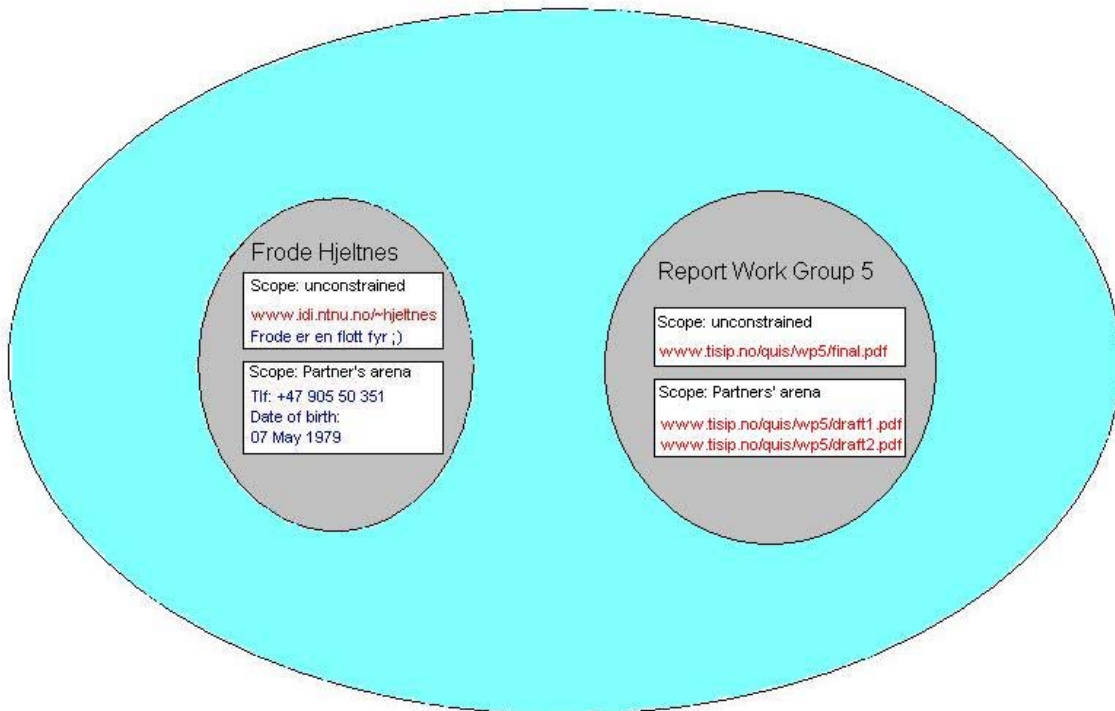 Frode Hjeltnes
Scope: unconstrained
www.idi.ntnu.no/~hjeltnes
Frode er en flott fyr ;)
Scope: Partner's arena
Tlf: +47 905 50 351
Date of birth:
07 May 1979
Report Work Group 5
Scope: unconstrained
www.tisip.no/quis/wp5/final.pdf
Scope: Partners' arena
www.tisip.no/quis/wp5/draft1.pdf
www.tisip.no/quis/wp5/draft2.pdf